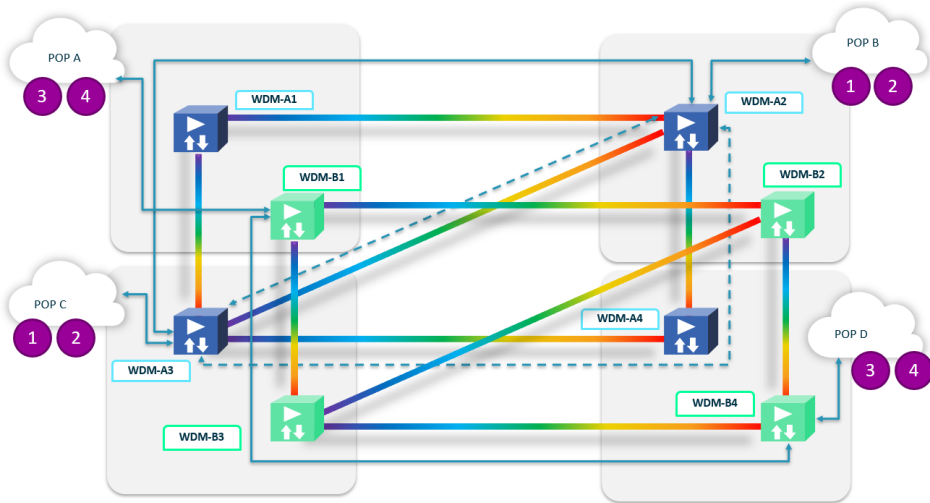 POP A
3 4
WDM-A1
WDM-A2
POP B
1 2
WDM-B1
WDM-B2
POP C
1 2
WDM-A3
WDM-A4
POP D
3 4
WDM-B3
WDM-B4